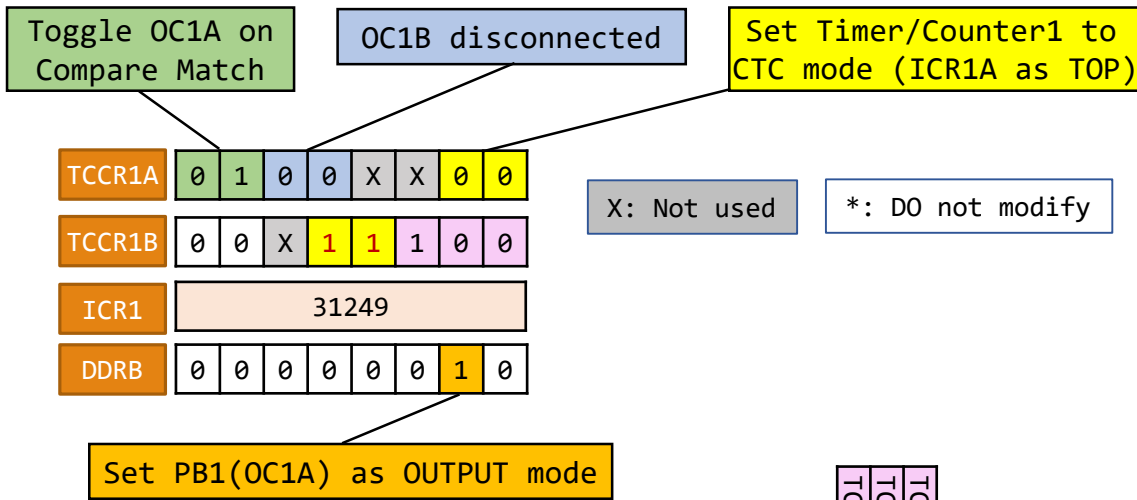 Toggle OC1A on
Compare Match
OC1B disconnected
Set Timer/Counter1 to
CTC mode (ICR1A as TOP)
TCCR1A 0 1 0 0 X X 0 0
X: Not used
*: DO not modify
TCCR1B 0 0 X 1 1 1 0 0
ICR1 31249
DDRB 0 0 0 0 0 0 1 0
Set PB1(OC1A) as OUTPUT mode